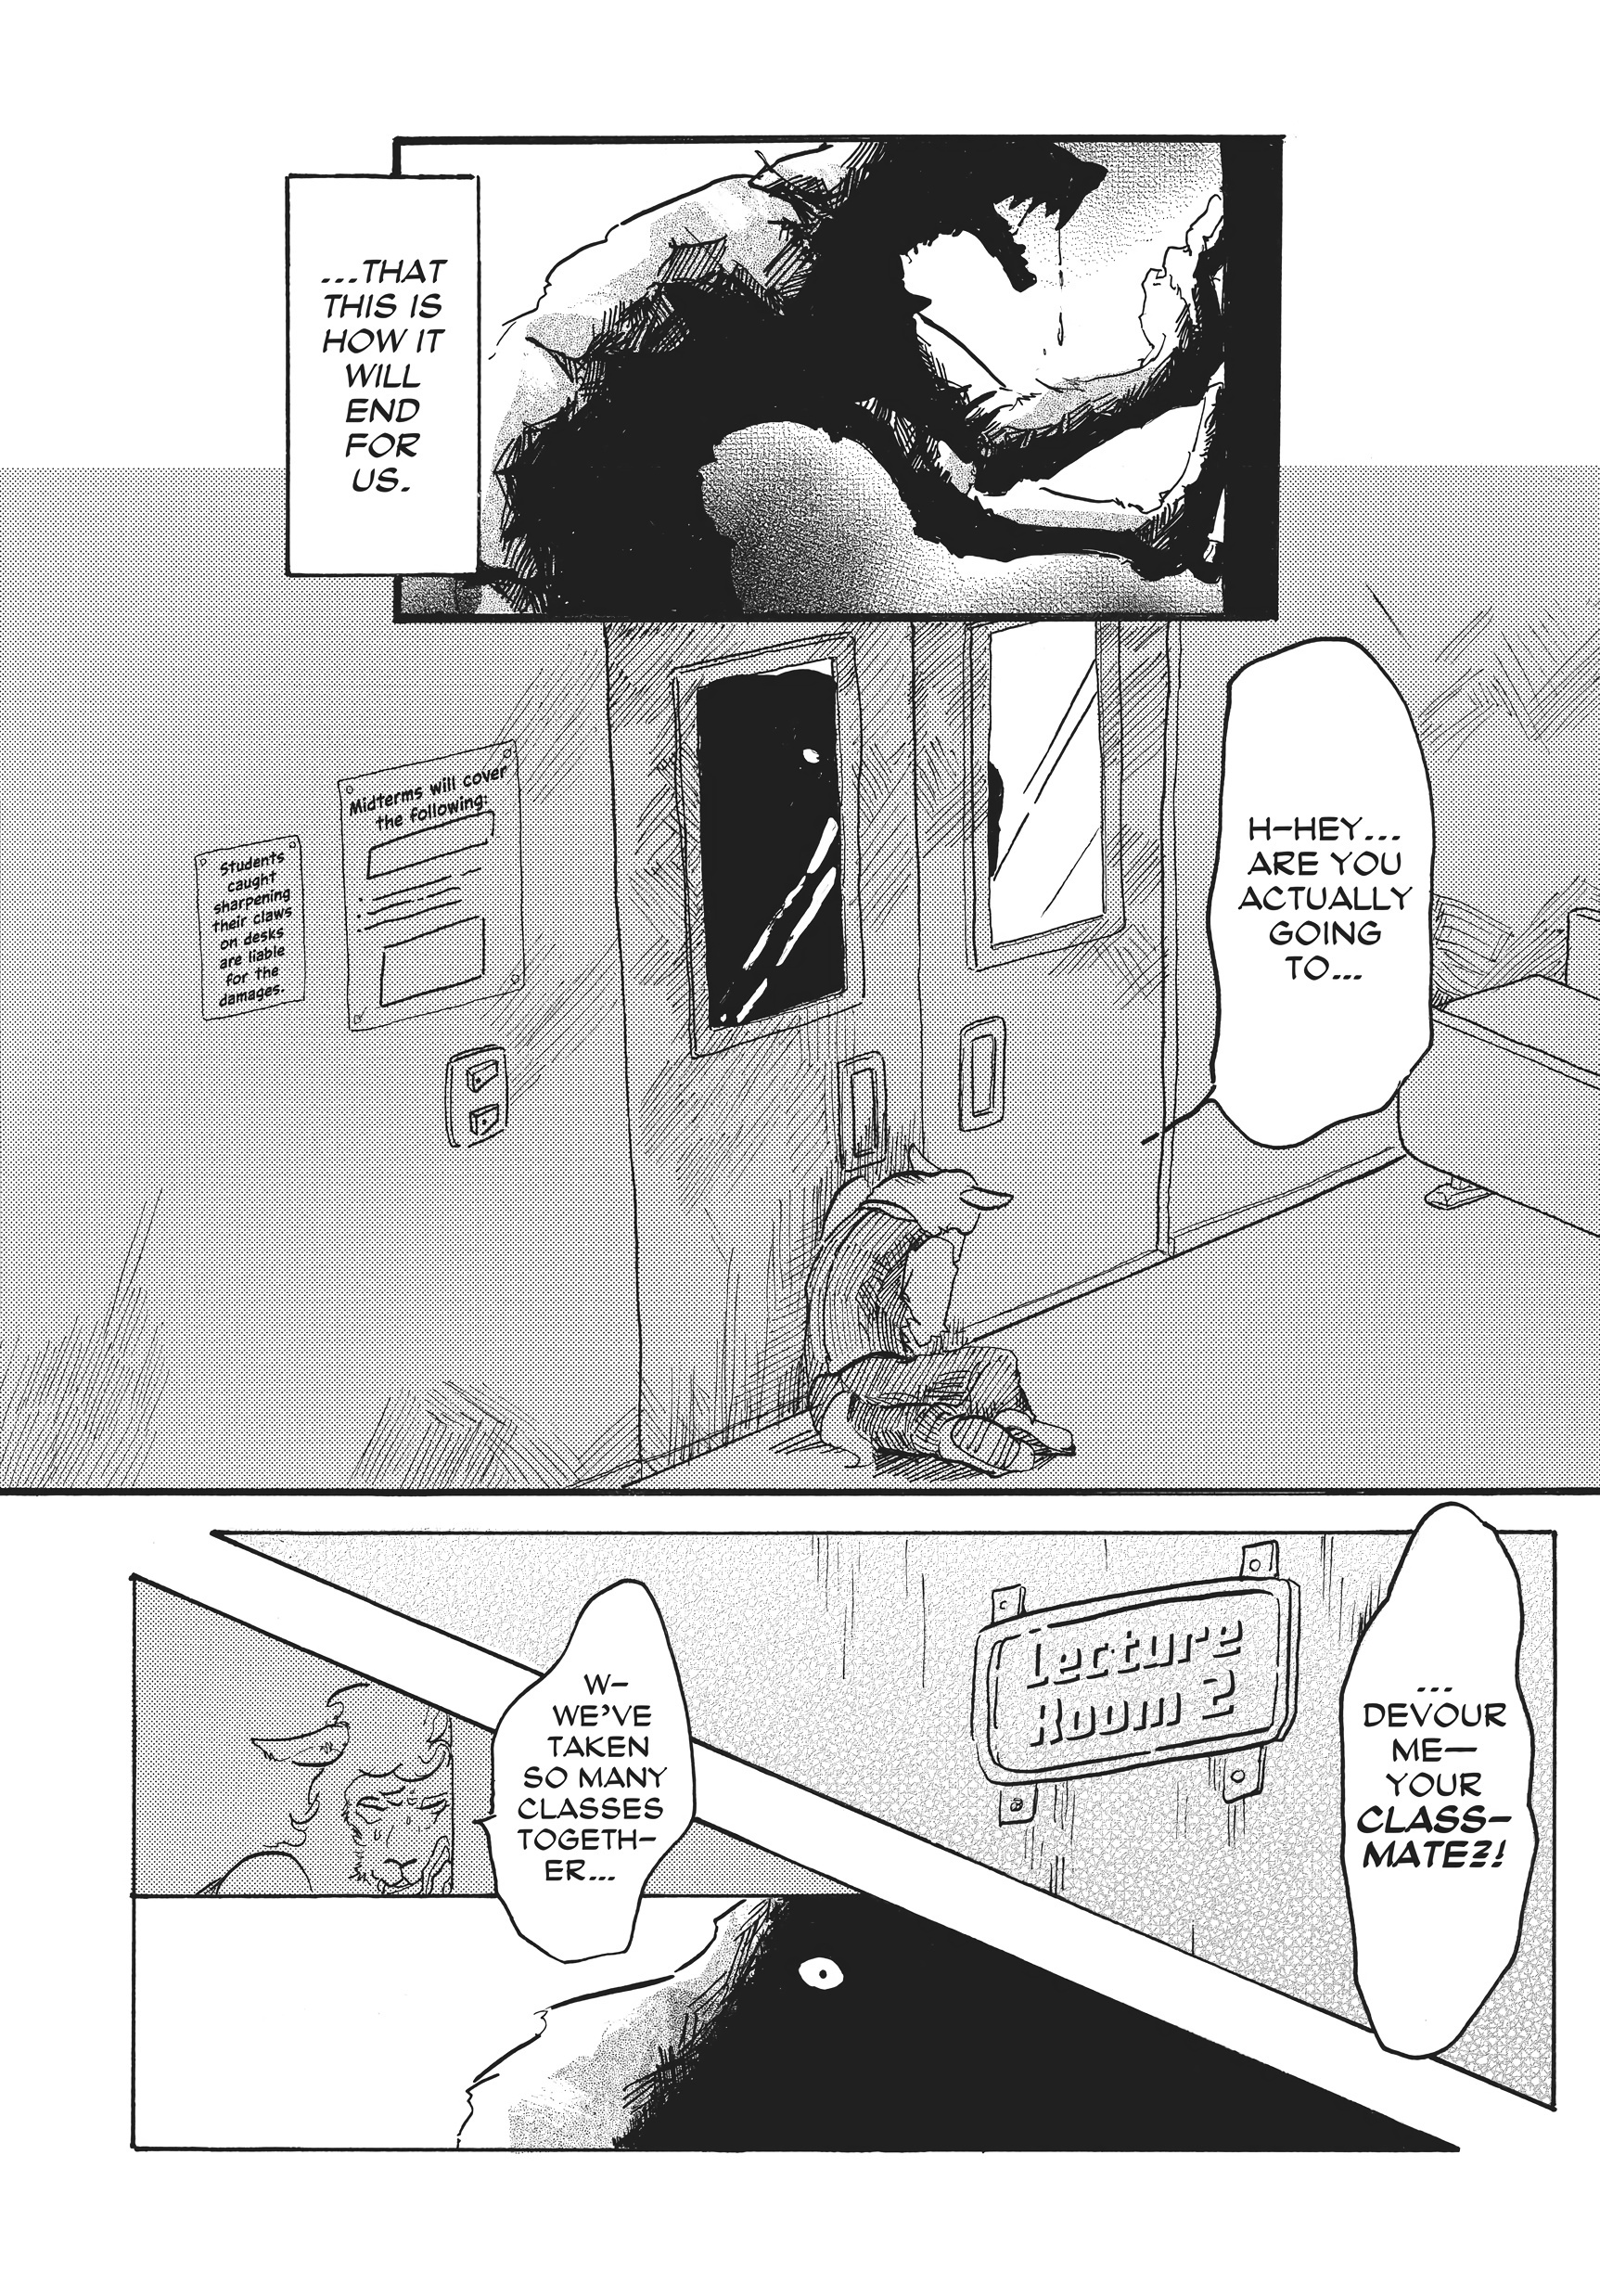 ...THAT
THIS IS
HOW IT
WILL
END
FOR
US.
H-HEY...
ARE YOU
ACTUALLY
GOING
TO...
Midterms will cover
the following:
Students
caught
sharpening
their claws
on desks
are liable
for the
damages.
...
DEVOUR
ME—
YOUR
CLASS-
MATE?!
Lecture
Room 2
W-
WE'VE
TAKEN
SO MANY
CLASSES
TOGETH-
ER...